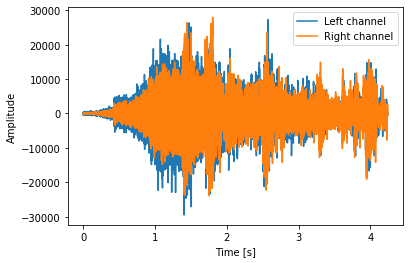 30000
20000
10000
0
−10000
−20000
−30000
Amplitude
Left channel
Right channel
0 1 2 3 4
Time [s]